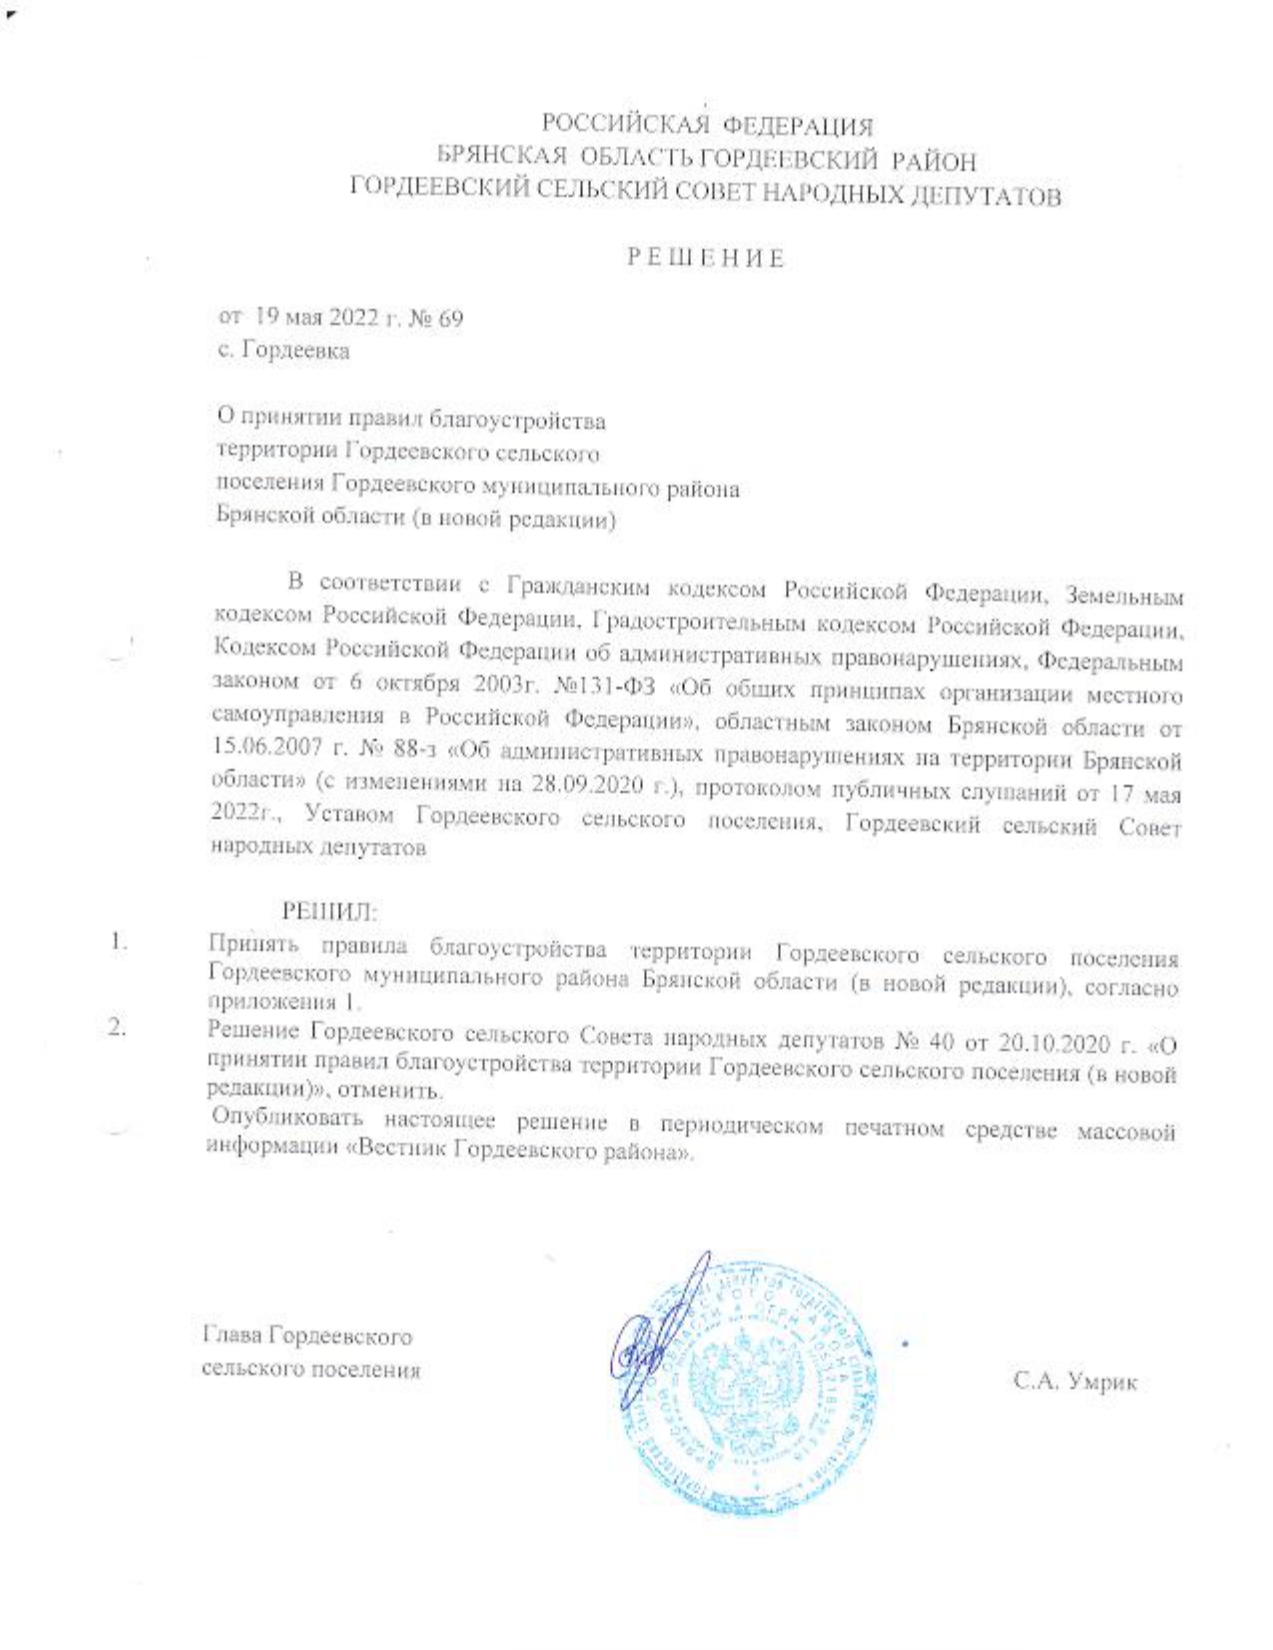 РОССИЙСКАЯ ФЕДЕРАЦИЯ
БРЯНСКАЯ ОБЛАСТЬ ГОРДЕЕВСКИЙ РАЙОН
ГОРДЕЕВСКИЙ СЕЛЬСКИЙ СОВЕТ НАРОДНЫХ ДЕПУТАТОВ
Р Е Ш Е Н И Е
от 19 мая 2022 г. № 69
с. Гордеевка
О принятии правил благоустройства
территории Гордеевского сельского
поселения Гордеевского муниципального района
Брянской области (в новой редакции)
В соответствии с Гражданским кодексом Российской Федерации, Земельным
кодексом Российской Федерации, Градостроительным кодексом Российской Федерации,
Кодексом Российской Федерации об административных правонарушениях, Федеральным
законом от 6 октября 2003г. №131-ФЗ «Об общих принципах организации местного
самоуправления в Российской Федерации», областным законом Брянской области от
15.06.2007 г. № 88-з «Об административных правонарушениях на территории Брянской
области» (с изменениями на 28.09.2020 г.), протоколом публичных слушаний от 17 мая
2022г., Уставом Гордеевского сельского поселения, Гордеевский сельский Совет
народных депутатов
РЕШИЛ:
1. Принять правила благоустройства территории Гордеевского сельского поселения
Гордеевского муниципального района Брянской области (в новой редакции), согласно
приложения 1.
2. Решение Гордеевского сельского Совета народных депутатов № 40 от 20.10.2020 г. «О
принятии правил благоустройства территории Гордеевского сельского поселения (в новой
редакции)», отменить.
Опубликовать настоящее решение в периодическом печатном средстве массовой
информации «Вестник Гордеевского района».
Глава Гордеевского
сельского поселения
С.А. Умрик